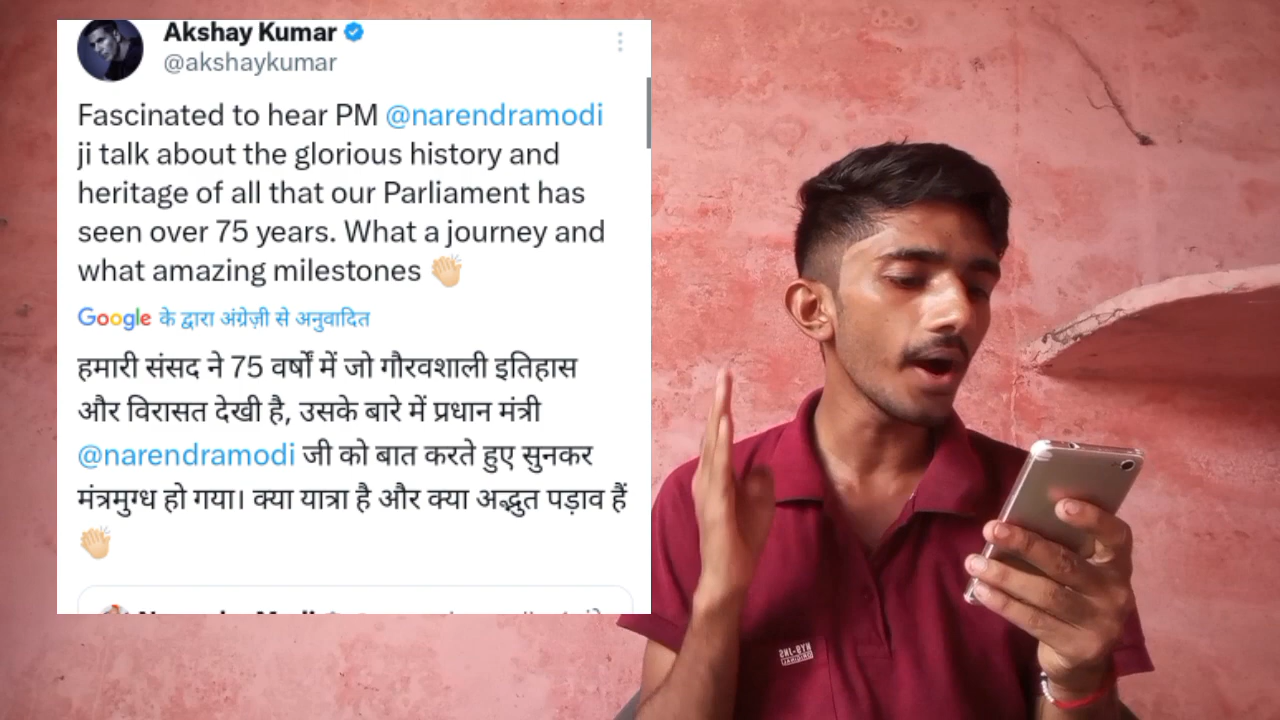 Akshay Kumar
@akshaykumar
Fascinated to hear PM @narendramodi
ji talk about the glorious history and
heritage of all that our Parliament has
seen over 75 years. What a journey and
what amazing milestones 👏🏻
Google के द्वारा अंग्रेज़ी से अनुवादित
हमारी संसद ने 75 वर्षों में जो गौरवशाली इतिहास
और विरासत देखी है, उसके बारे में प्रधान मंत्री
@narendramodi जी को बात करते हुए सुनकर
मंत्रमुग्ध हो गया। क्या यात्रा है और क्या अद्भुत पड़ाव हैं
👏🏻